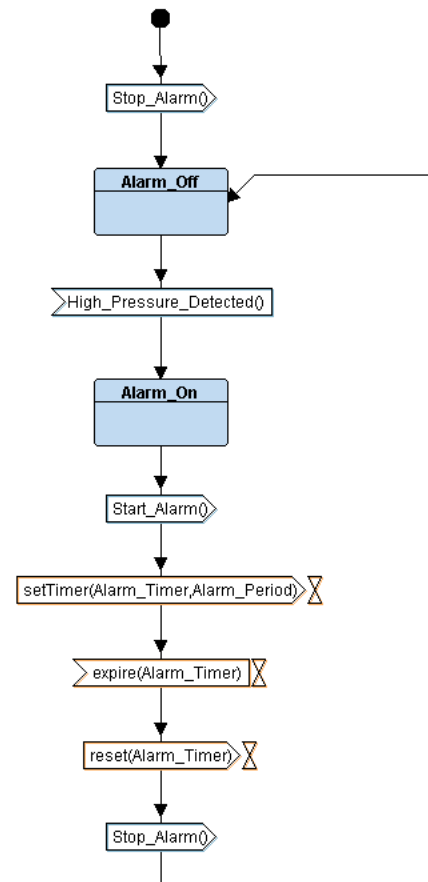 Stop_Alarm()
Alarm_Off
High_Pressure_Detected()
Alarm_On
Start_Alarm()
setTimer(Alarm_Timer,Alarm_Period)
expire(Alarm_Timer)
reset(Alarm_Timer)
Stop_Alarm()